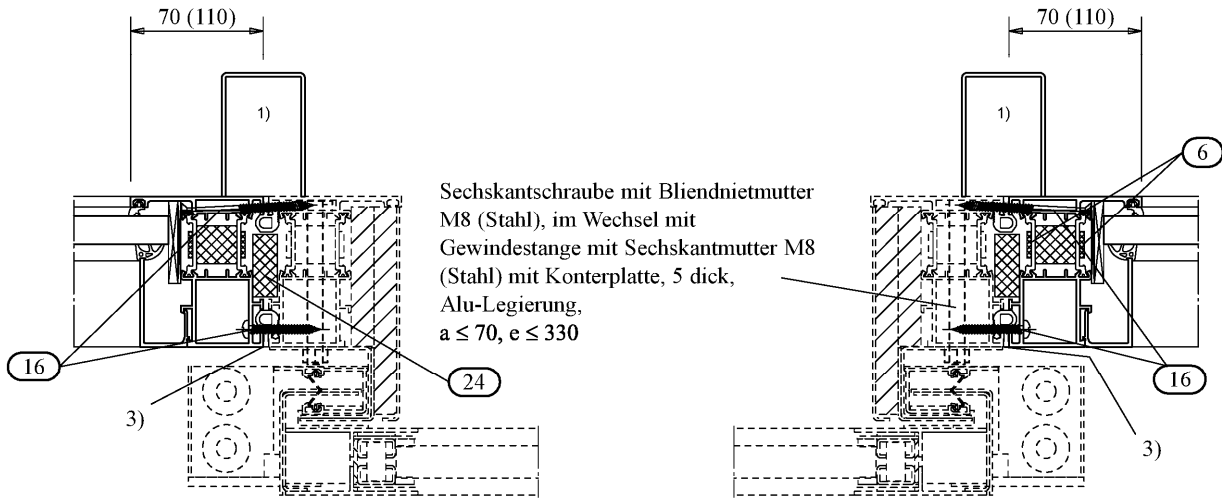 70 (110)
70 (110)
1)
1)
6
Sechskantschraube mit Bliendnietmutter
M8 (Stahl), im Wechsel mit
Gewindestange mit Sechskantmutter M8
(Stahl) mit Konterplatte, 5 dick,
Alu-Legierung,
a ≤ 70, e ≤ 330
16
24
16
3)
3)